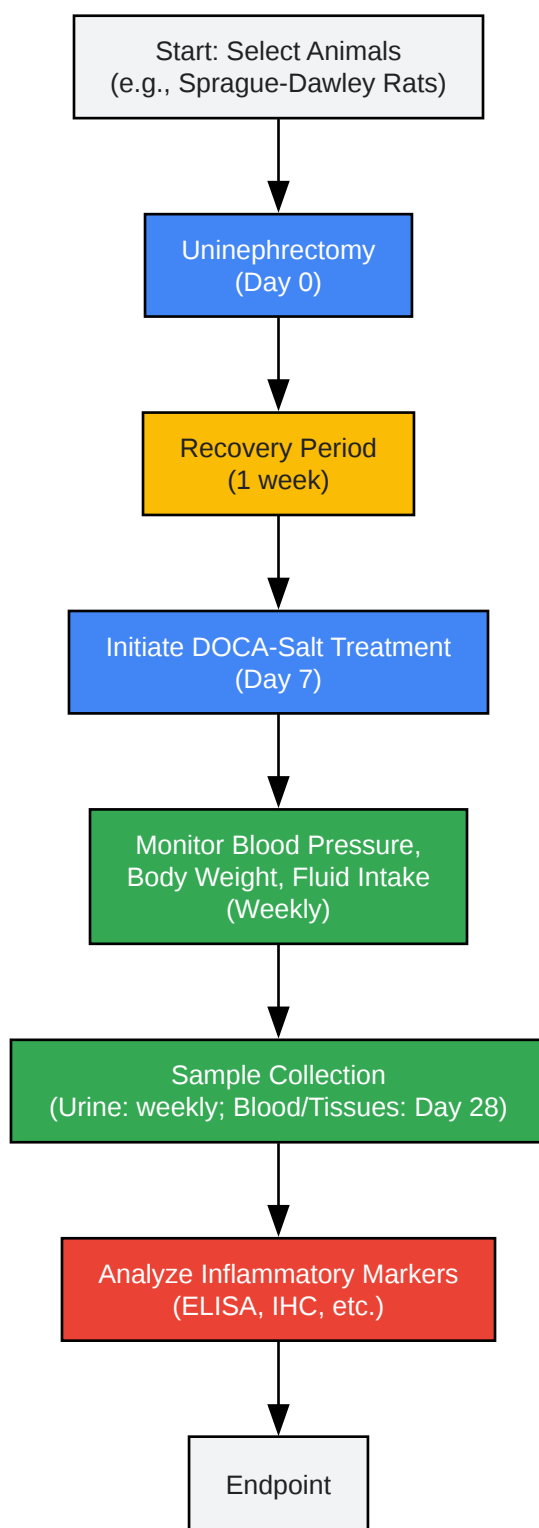 Start: Select Animals
(e.g., Sprague-Dawley Rats)
Uninephrectomy
(Day 0)
Recovery Period
(1 week)
Initiate DOCA-Salt Treatment
(Day 7)
Monitor Blood Pressure,
Body Weight, Fluid Intake
(Weekly)
Sample Collection
(Urine: weekly; Blood/Tissues: Day 28)
Analyze Inflammatory Markers
(ELISA, IHC, etc.)
Endpoint